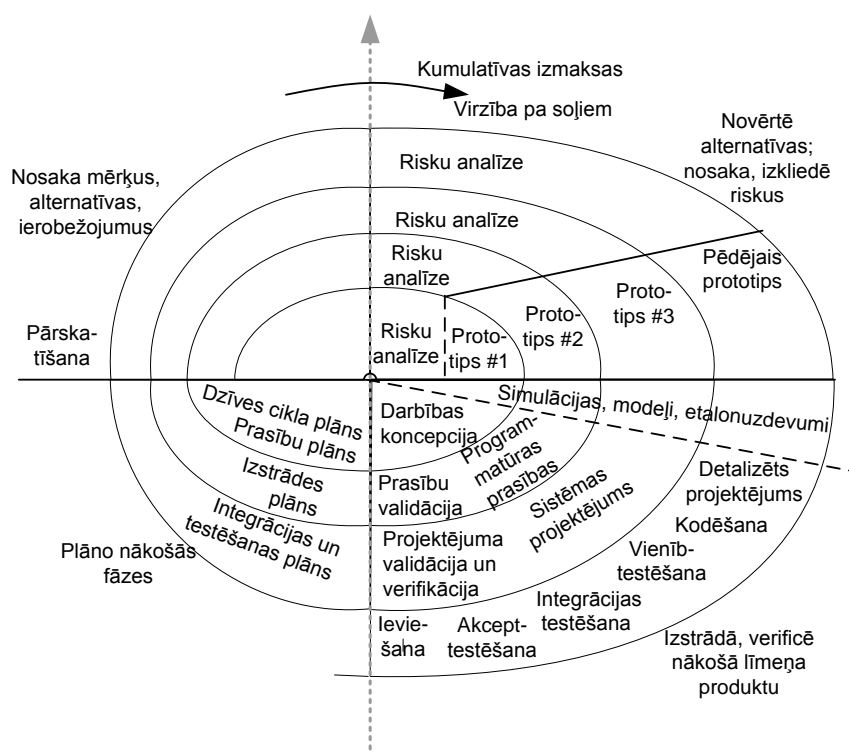 Kumulatīvas izmaksas
Virzība pa soļiem
Novērtē
alternatīvas;
nosaka, izkliedē
riskus
Nosaka mērķus,
alternatīvas,
ierobežojumus
Risku analīze
Risku analīze
Risku
analīze
Risku
analīze
Proto-
tips #1
Proto-
tips #2
Proto-
tips #3
Pēdējais
prototips
Pārska-
tīšana
Simulācijas, modeļi, etalonuzdevumi
Dzīves cikla plāns
Prasību plāns
Darbības
koncepcija
Izstrādes
plāns
Prasību
validācija
Program-
matūras
prasības
Sistēmas
projektējums
Detalizēts
projektējums
Integrācijas un
testēšanas plāns
Projektējuma
validācija un
verifikācija
Kodēšana
Vienīb-
testēšana
Plāno nākošās
fāzes
Ievie-
šana
Akcept-
testēšana
Integrācijas
testēšana
Izstrādā, verificē
nākošā līmeņa
produktu